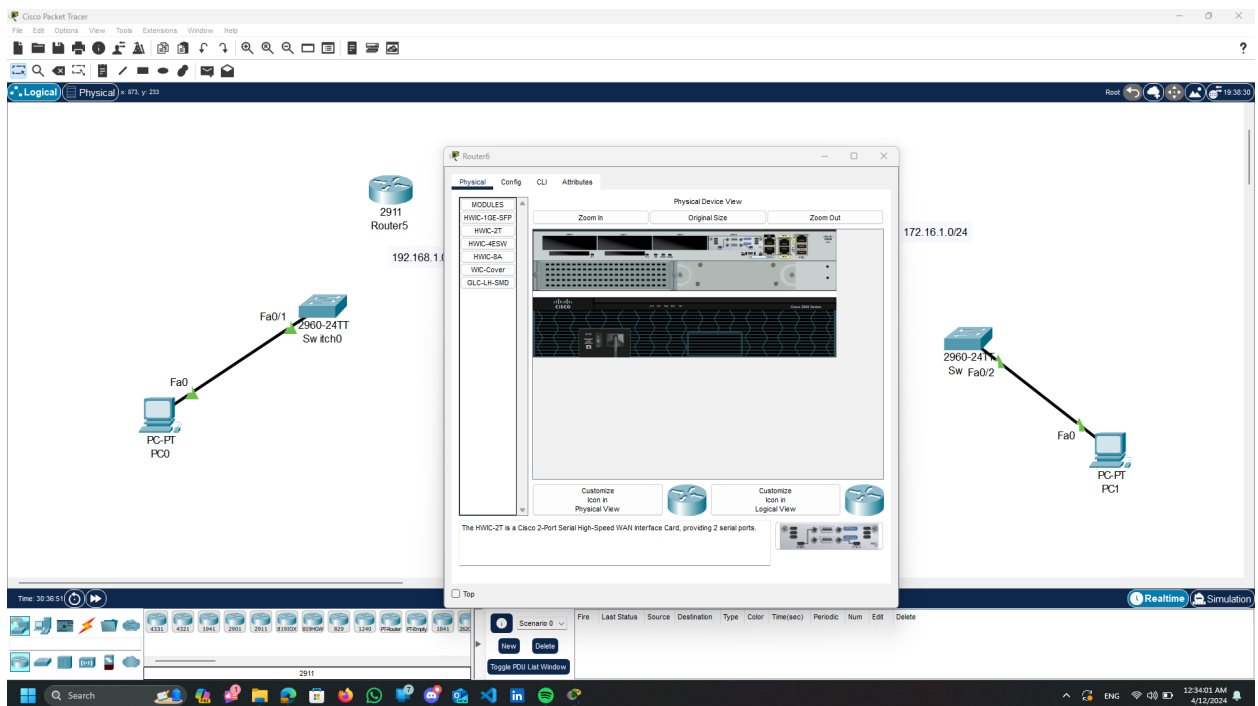 Cisco Packet Tracer
File Edit Options View Tools Extensions Window Help
?
Logical Physical x: 873, y: 233
Root 19:38:30
Router6
Physical Config CLI Attributes
MODULES
HWIC-1GE-SFP
HWIC-2T
HWIC-4ESW
HWIC-8A
WIC-Cover
GLC-LH-SMD
Physical Device View
Zoom In Original Size Zoom Out
CISCO
Cisco 2900 Series
Customize
Icon in
Physical View
Customize
Icon in
Logical View
The HWIC-2T is a Cisco 2-Port Serial High-Speed WAN Interface Card, providing 2 serial ports.
Top
2911
Router5
192.168.1.0
172.16.1.0/24
Fa0/1
2960-24TT
Switch0
Fa0
PC-PT
PC0
2960-24TT
Sw Fa0/2
Fa0
PC-PT
PC1
Time: 30:36:51
Realtime Simulation
4331 4321 1941 2901 2911 819IOX 819HGW 829 1240 PT-Router PT-Empty 1841 262
2911
Scenario 0
New Delete
Toggle PDU List Window
Fire Last Status Source Destination Type Color Time(sec) Periodic Num Edit Delete
Search
ENG
12:34:01 AM
4/12/2024